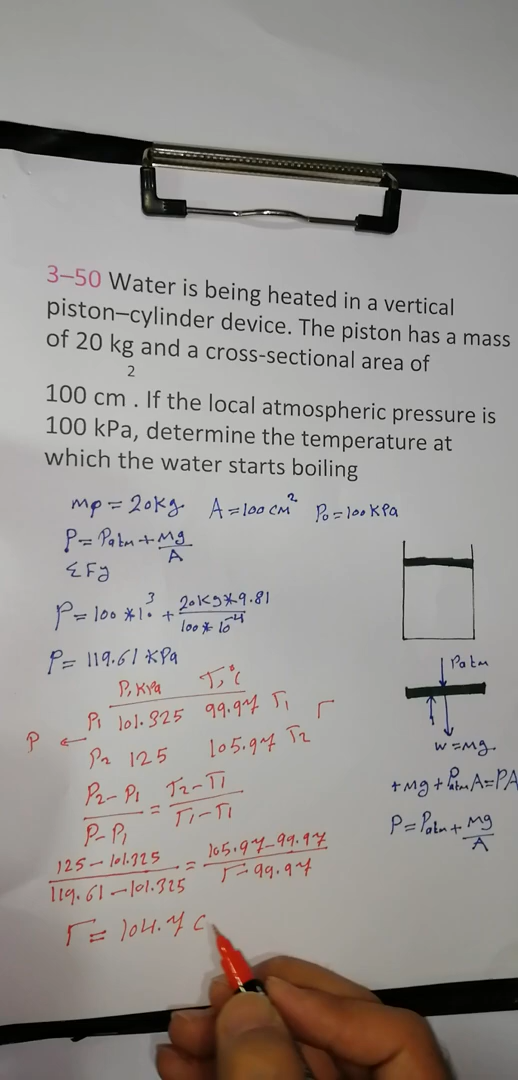 3–50 Water is being heated in a vertical
piston–cylinder device. The piston has a mass
of 20 kg and a cross-sectional area of
2
100 cm . If the local atmospheric pressure is
100 kPa, determine the temperature at
which the water starts boiling
mp = 20kg A = 100 cm² P₀ = 100 KPa
P = Patm + Mg/A
ΣFy
P = 100 * 10³ + 20kg*9.81 / 100*10⁻⁴
P = 119.61 KPa
P, KPa T, °C
P ← P₁ 101.325 99.97 T₁ T
P₂ 125 105.97 T₂
P₂ - P₁ / P - P₁ = T₂ - T₁ / T₁ - T₁
125 - 101.325 / 119.61 - 101.325 = 105.97 - 99.97 / T - 99.97
T = 104.7 C
Patm
W = mg
+mg + Patm A = PA
P = Patm + mg/A